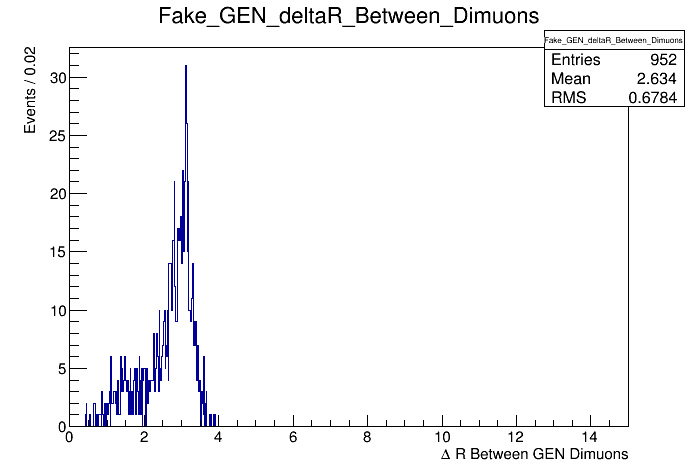 Fake_GEN_deltaR_Between_Dimuons
Fake_GEN_deltaR_Between_Dimuons
Entries 952
Mean 2.634
RMS 0.6784
Events / 0.02
30
25
20
15
10
5
0
0 2 4 6 8 10 12 14
Δ R Between GEN Dimuons